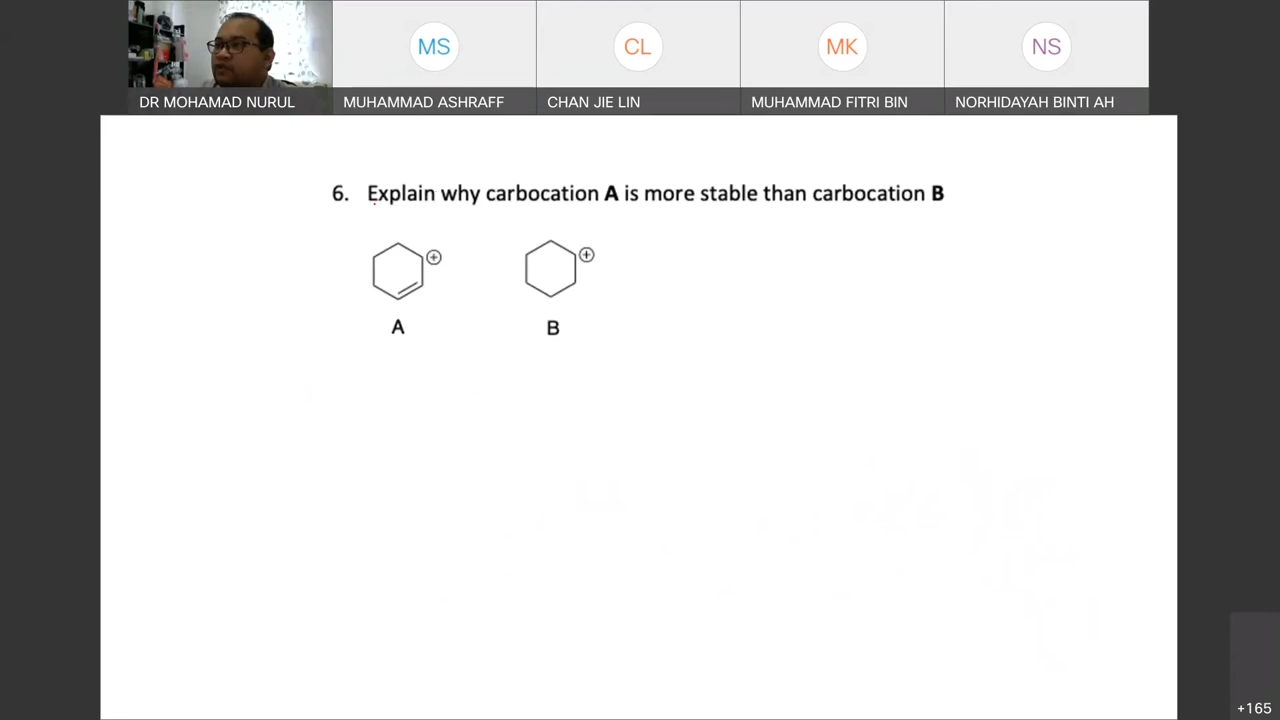 MS
CL
MK
NS
DR MOHAMAD NURUL
MUHAMMAD ASHRAFF
CHAN JIE LIN
MUHAMMAD FITRI BIN
NORHIDAYAH BINTI AH
6. Explain why carbocation A is more stable than carbocation B
+
+
A
B
+165